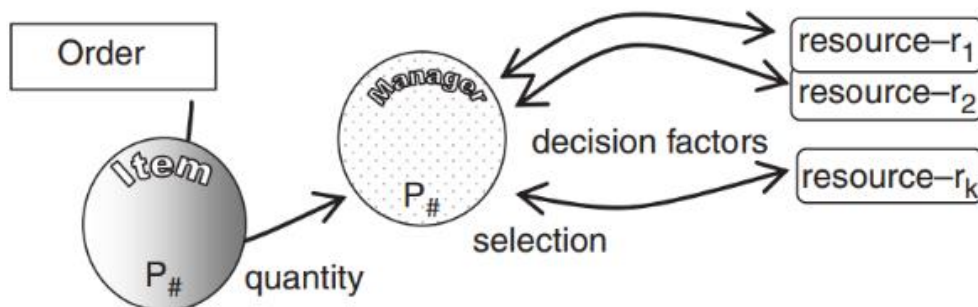 Order
Item
P#
quantity
Manager
P#
decision factors
selection
resource–r1
resource–r2
resource–rk